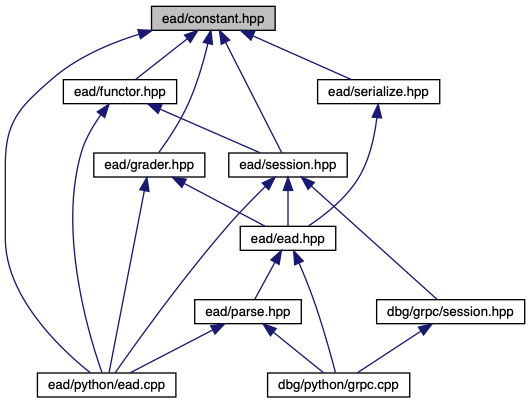 ead/constant.hpp
ead/functor.hpp
ead/serialize.hpp
ead/grader.hpp
ead/session.hpp
ead/ead.hpp
ead/parse.hpp
dbg/grpc/session.hpp
ead/python/ead.cpp
dbg/python/grpc.cpp